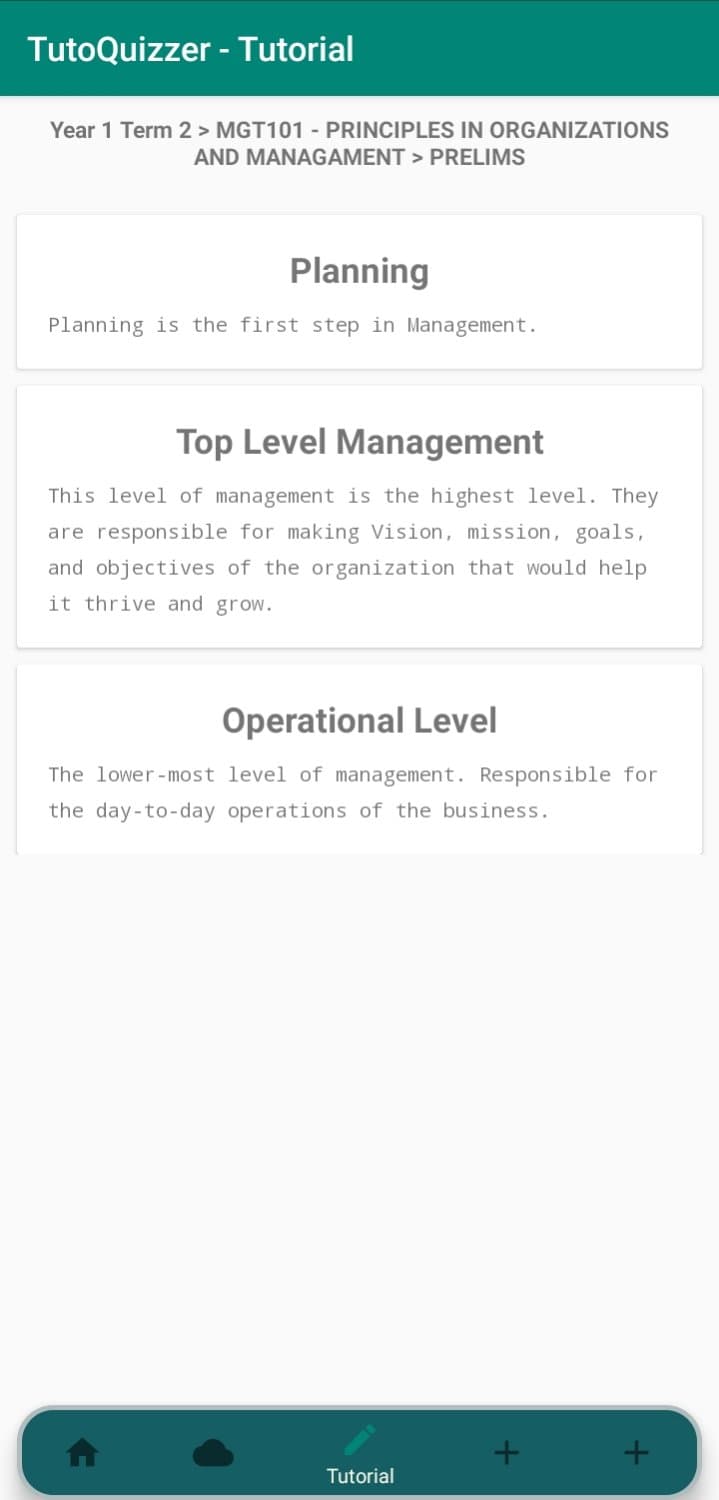 TutoQuizzer - Tutorial
Year 1 Term 2 > MGT101 - PRINCIPLES IN ORGANIZATIONS
AND MANAGAMENT > PRELIMS
Planning
Planning is the first step in Management.
Top Level Management
This level of management is the highest level. They
are responsible for making Vision, mission, goals,
and objectives of the organization that would help
it thrive and grow.
Operational Level
The lower-most level of management. Responsible for
the day-to-day operations of the business.
Tutorial